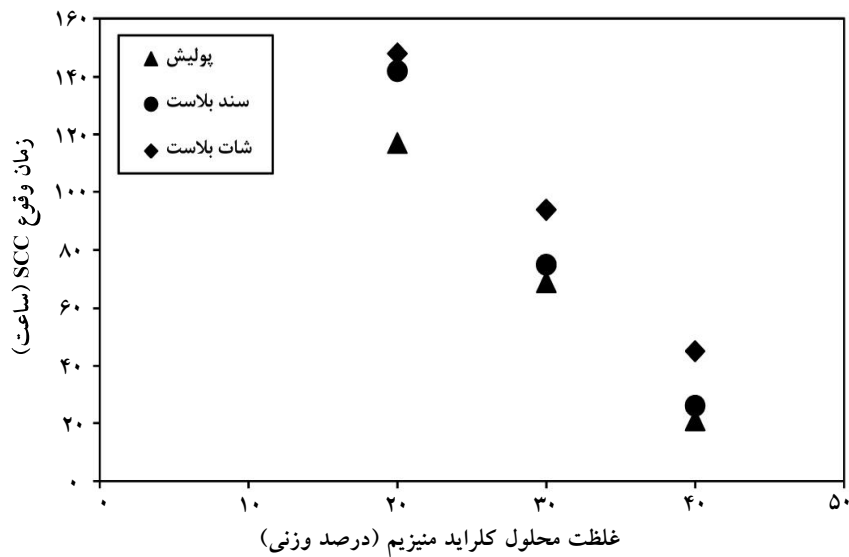 ۱۶۰
۱۴۰
۱۲۰
۱۰۰
۸۰
۶۰
۴۰
۲۰
۰
پولیش
سند بلاست
شات بلاست
زمان وقوع SCC (ساعت)
۰ ۱۰ ۲۰ ۳۰ ۴۰ ۵۰
غلظت محلول کلراید منیزیم (درصد وزنی)